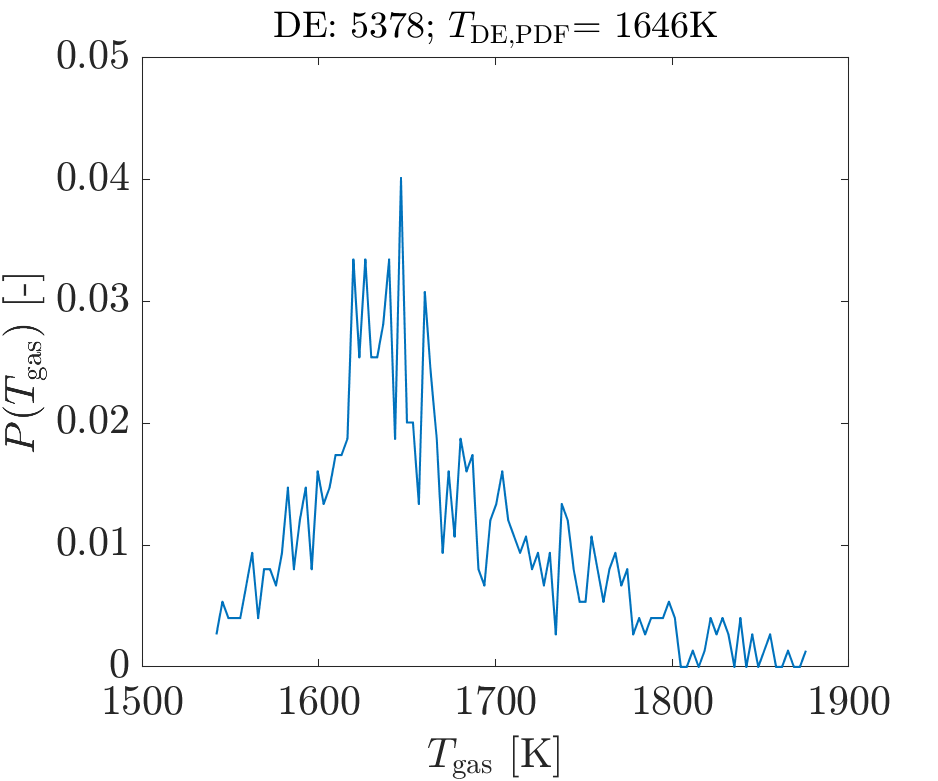 DE: 5378; T_DE,PDF= 1646K
0.05
0.04
0.03
0.02
0.01
0
P(T_gas) [-]
1500 1600 1700 1800 1900
T_gas [K]